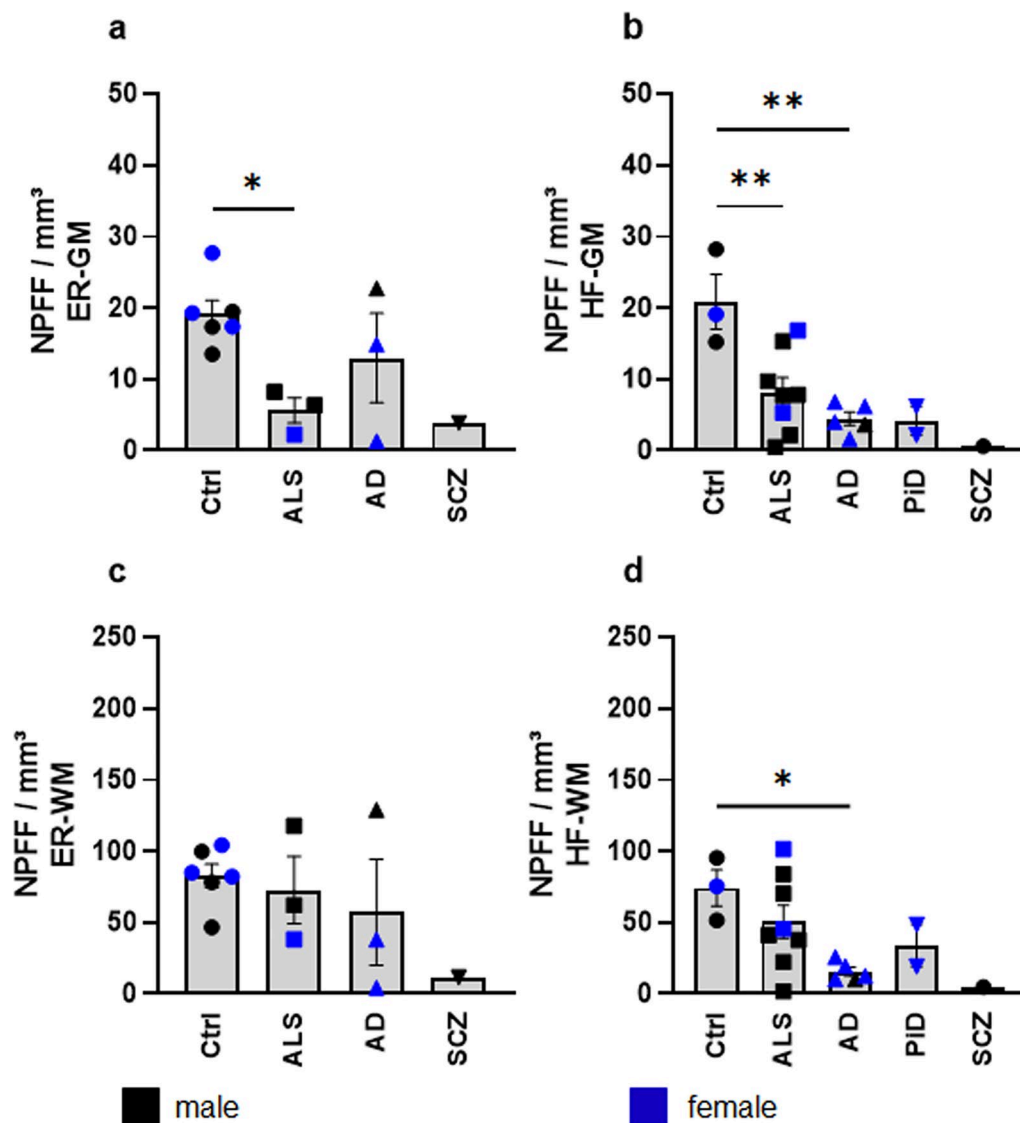 a
NPFF / mm³
ER-GM
50
40
30
20
10
0
*
Ctrl
ALS
AD
SCZ
b
NPFF / mm³
HF-GM
50
40
30
20
10
0
**
**
Ctrl
ALS
AD
PiD
SCZ
c
NPFF / mm³
ER-WM
250
200
150
100
50
0
Ctrl
ALS
AD
SCZ
d
NPFF / mm³
HF-WM
250
200
150
100
50
0
*
Ctrl
ALS
AD
PiD
SCZ
male
female